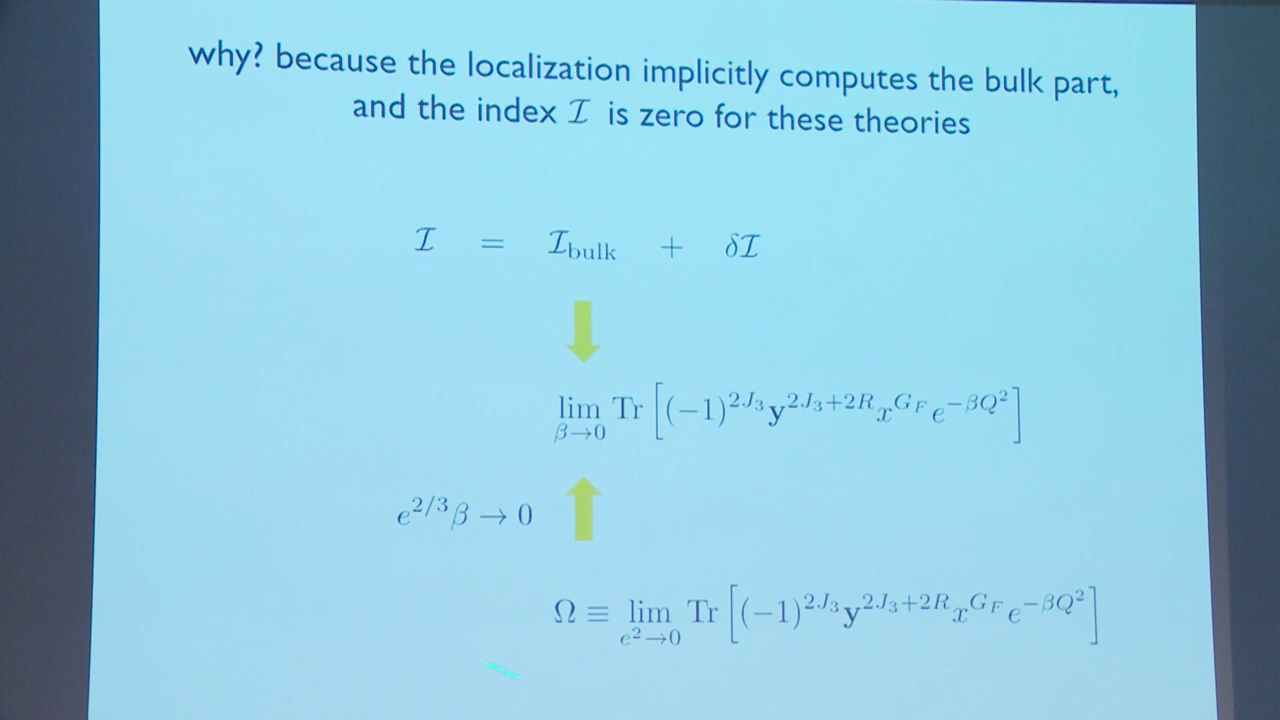 why? because the localization implicitly computes the bulk part,
and the index ℐ is zero for these theories
ℐ = ℐ_bulk + δℐ
lim_{β→0} Tr [(−1)^{2J_3} y^{2J_3+2R} x^{G_F} e^{−βQ^2}]
e^{2/3}β → 0
Ω ≡ lim_{e^2→0} Tr [(−1)^{2J_3} y^{2J_3+2R} x^{G_F} e^{−βQ^2}]